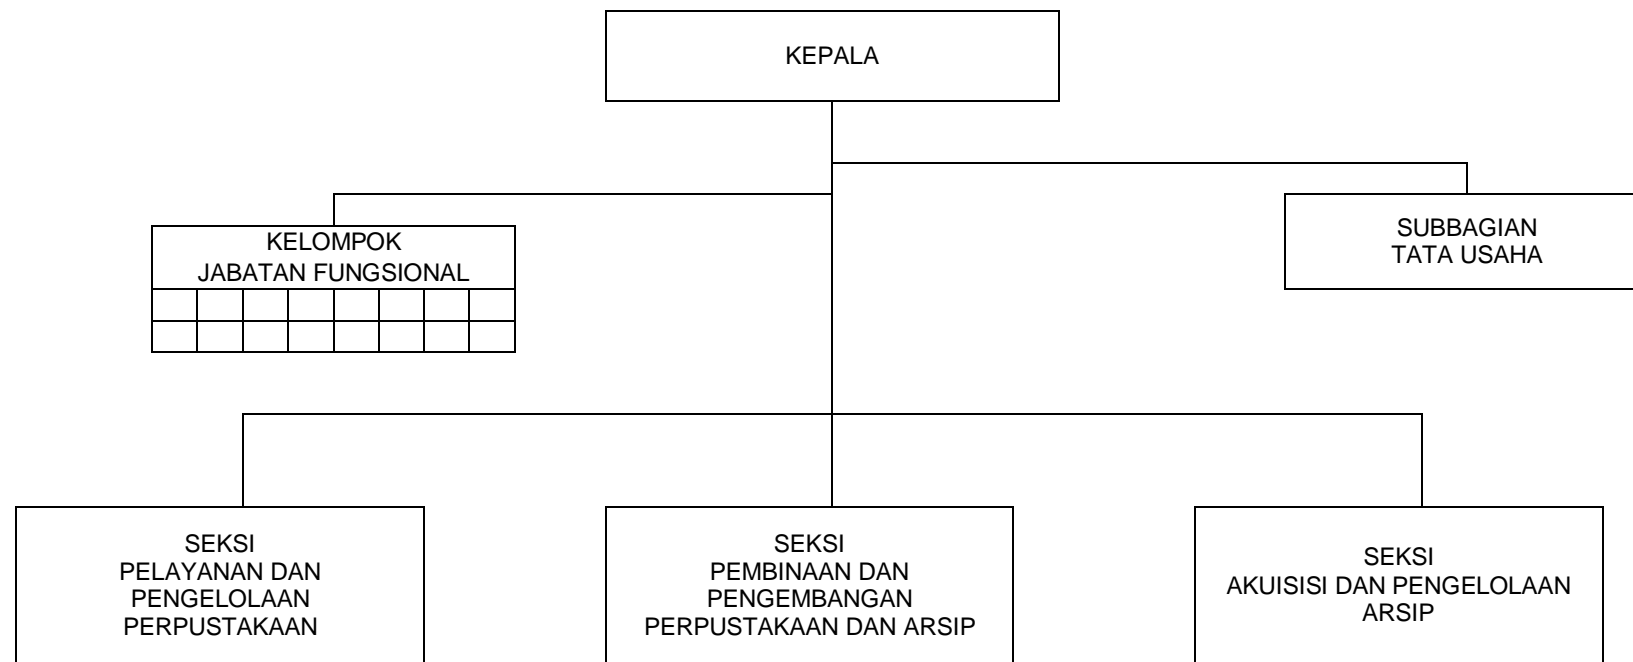 KEPALA
SUBBAGIAN
TATA USAHA
KELOMPOK
JABATAN FUNGSIONAL
SEKSI
PELAYANAN DAN
PENGELOLAAN
PERPUSTAKAAN
SEKSI
PEMBINAAN DAN
PENGEMBANGAN
PERPUSTAKAAN DAN ARSIP
SEKSI
AKUISISI DAN PENGELOLAAN
ARSIP